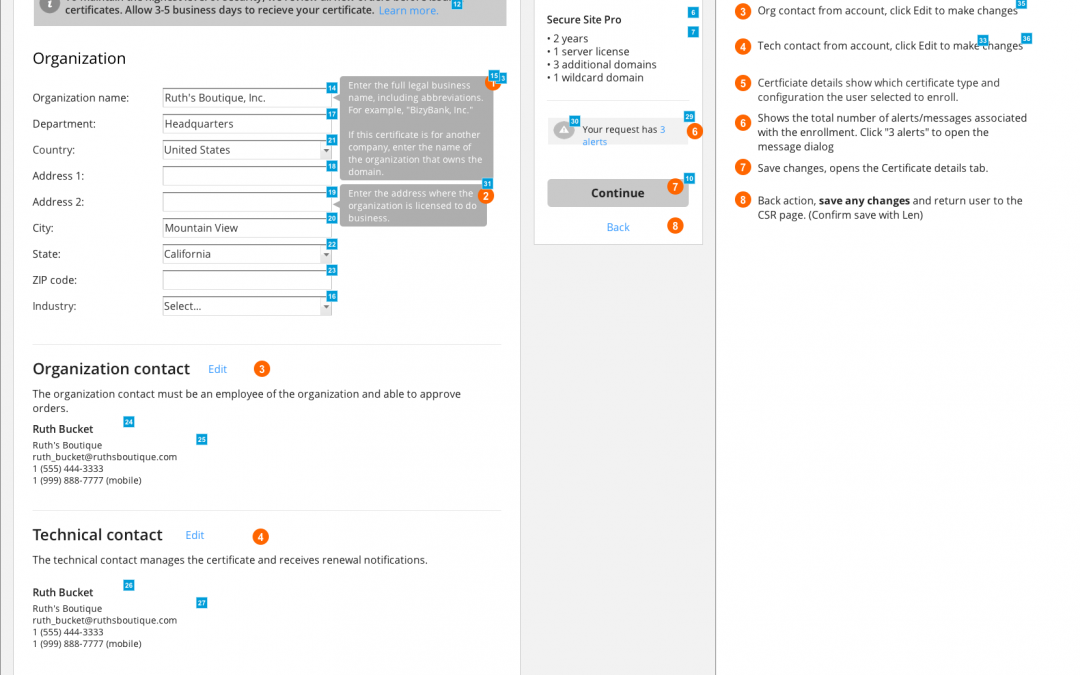 certificates. Allow 3-5 business days to recieve your certificate. Learn more.
12
Organization
Organization name:
Ruth's Boutique, Inc.
14
Department:
Headquarters
17
Country:
United States
21
Address 1:
18
Address 2:
19
City:
Mountain View
20
State:
California
22
ZIP code:
23
Industry:
Select...
16
Enter the full legal business
name, including abbreviations.
For example, "BizyBank, Inc."
If this certificate is for another
company, enter the name of
the organization that owns the
domain.
15
3
1
Enter the address where the
organization is licensed to do
business.
31
2
Organization contact
Edit
3
The organization contact must be an employee of the organization and able to approve
orders.
Ruth Bucket
24
25
Ruth's Boutique
ruth_bucket@ruthsboutique.com
1 (555) 444-3333
1 (999) 888-7777 (mobile)
Technical contact
Edit
4
The technical contact manages the certificate and receives renewal notifications.
Ruth Bucket
26
27
Ruth's Boutique
ruth_bucket@ruthsboutique.com
1 (555) 444-3333
1 (999) 888-7777 (mobile)
Secure Site Pro
6
7
• 2 years
• 1 server license
• 3 additional domains
• 1 wildcard domain
30
29
Your request has 3
alerts
6
Continue
7
10
Back
8
3
Org contact from account, click Edit to make changes
35
4
Tech contact from account, click Edit to make changes
33
36
5
Certficiate details show which certificate type and
configuration the user selected to enroll.
6
Shows the total number of alerts/messages associated
with the enrollment. Click "3 alerts" to open the
message dialog
7
Save changes, opens the Certificate details tab.
8
Back action, save any changes and return user to the
CSR page. (Confirm save with Len)